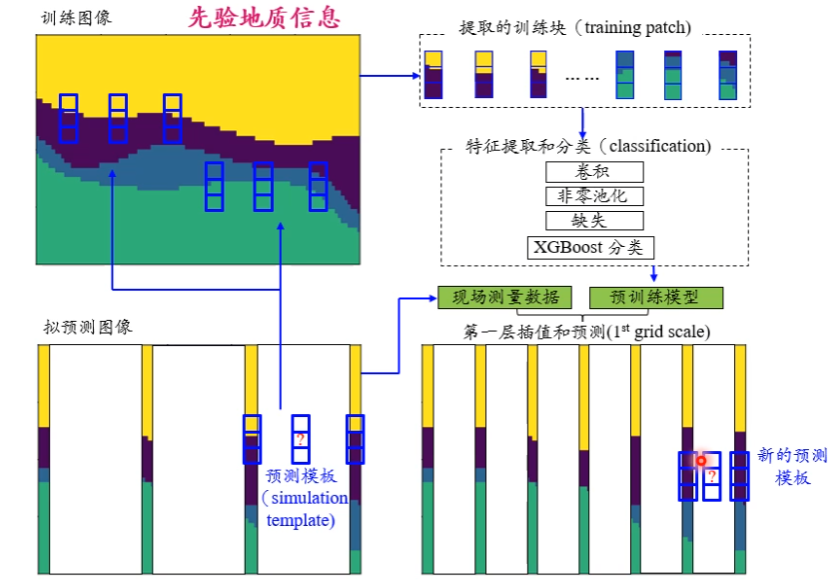 训练图像
先验地质信息
提取的训练块（training patch）
... ...
特征提取和分类（classification)
卷积
非零池化
缺失
XGBoost 分类
现场测量数据
预训练模型
拟预测图像
第一层插值和预测(1st grid scale)
?
预测模板
（simulation
template)
?
新的预测
模板